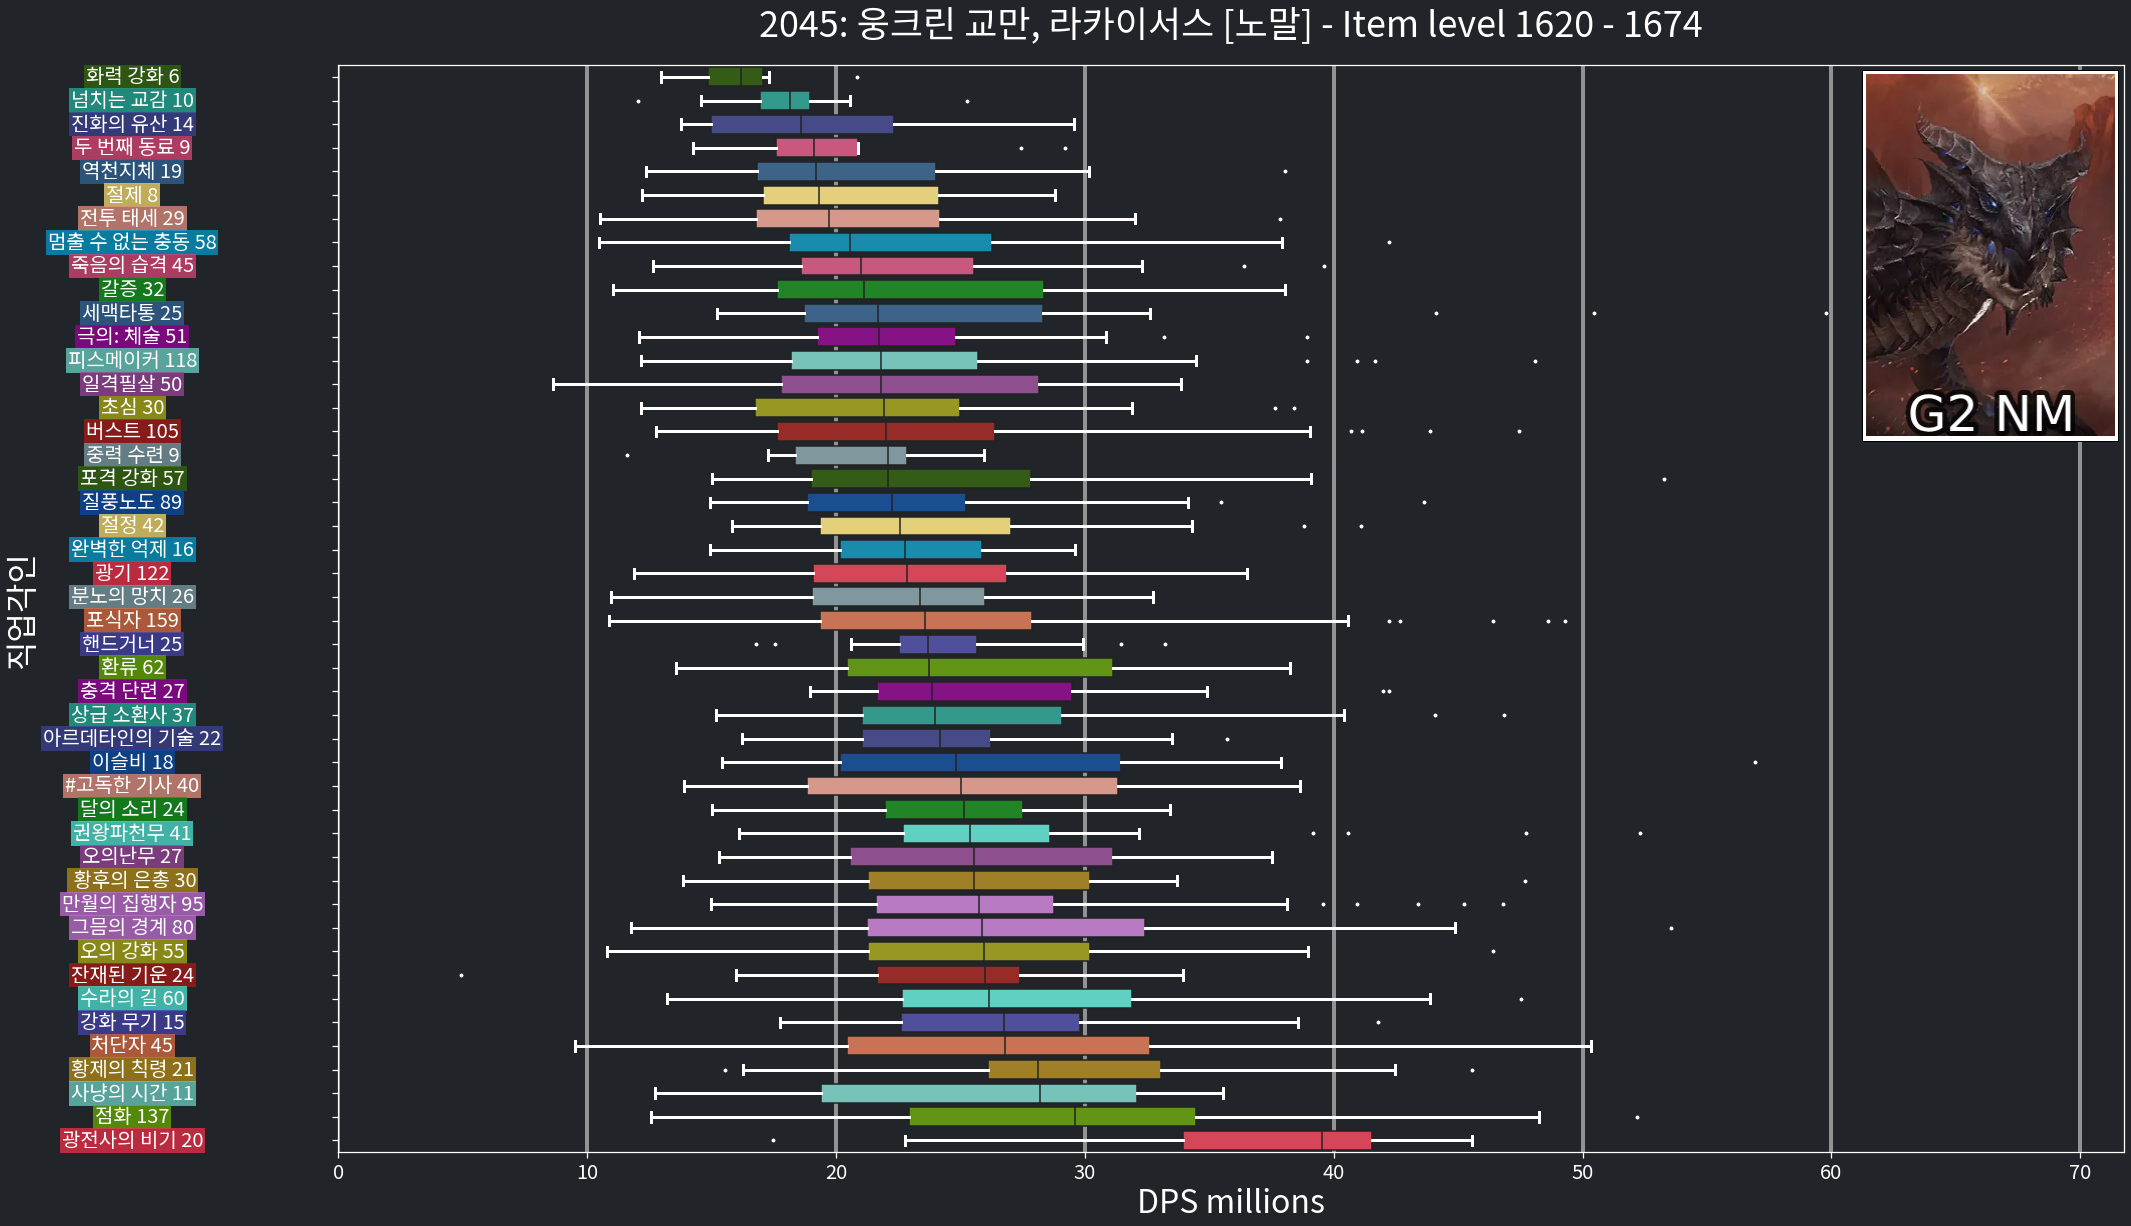 2045: 웅크린 교만, 라카이서스 [노말] - Item level 1620 - 1674
화력 강화 6
넘치는 교감 10
진화의 유산 14
두 번째 동료 9
역천지체 19
절제 8
전투 태세 29
멈출 수 없는 충동 58
죽음의 습격 45
갈증 32
세맥타통 25
극의: 체술 51
피스메이커 118
일격필살 50
초심 30
버스트 105
중력 수련 9
포격 강화 57
질풍노도 89
절정 42
완벽한 억제 16
광기 122
분노의 망치 26
포식자 159
핸드거너 25
환류 62
충격 단련 27
상급 소환사 37
아르데타인의 기술 22
이슬비 18
#고독한 기사 40
달의 소리 24
권왕파천무 41
오의난무 27
황후의 은총 30
만월의 집행자 95
그믐의 경계 80
오의 강화 55
잔재된 기운 24
수라의 길 60
강화 무기 15
처단자 45
황제의 칙령 21
사냥의 시간 11
점화 137
광전사의 비기 20
직업각인
G2 NM
0 10 20 30 40 50 60 70
DPS millions